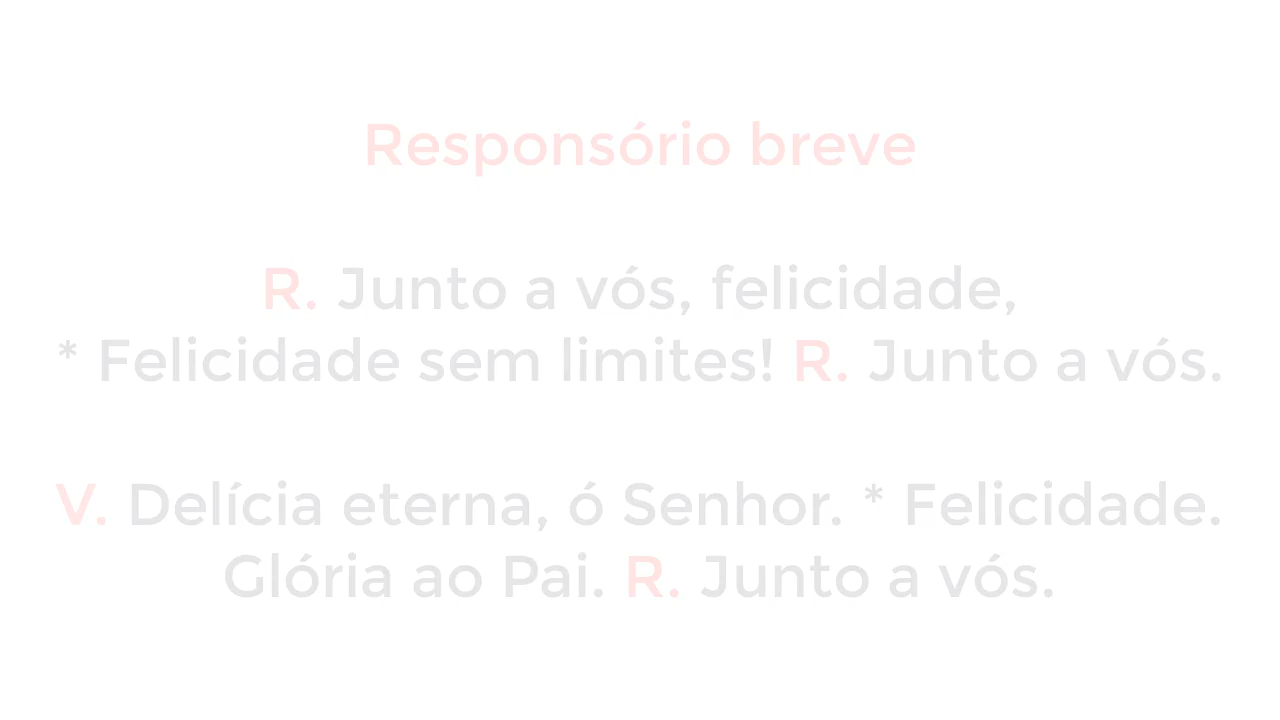 Responsório breve
R. Junto a vós, felicidade,
* Felicidade sem limites! R. Junto a vós.
V. Delícia eterna, ó Senhor. * Felicidade.
Glória ao Pai. R. Junto a vós.